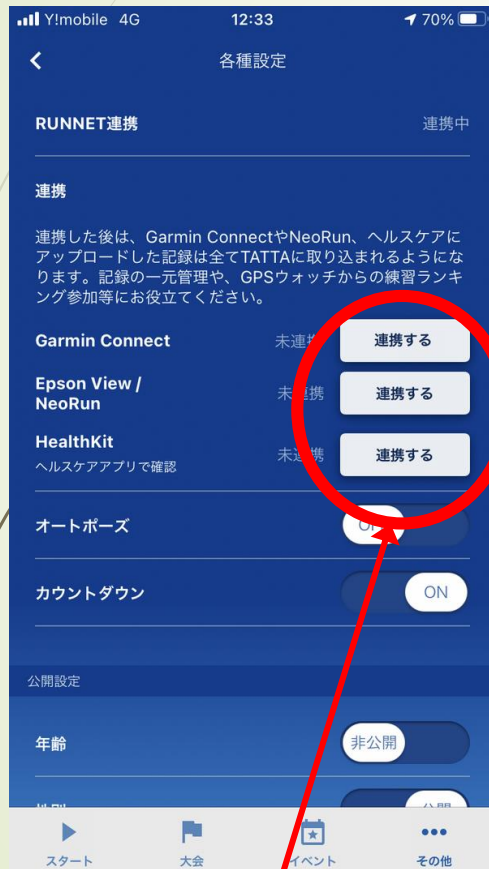 Y!mobile 4G 12:33 70%
各種設定
RUNNET連携 連携中
連携
連携した後は、Garmin ConnectやNeoRun、ヘルスケアに
アップロードした記録は全てTATTAに取り込まれるようにな
ります。記録の一元管理や、GPSウォッチからの練習ランキ
ング参加等にお役立てください。
Garmin Connect 未連携 連携する
Epson View /
NeoRun 未連携 連携する
HealthKit 未連携 連携する
ヘルスケアアプリで確認
オートポーズ
カウントダウン ON
公開設定
年齢 非公開
スタート 大会 イベント その他